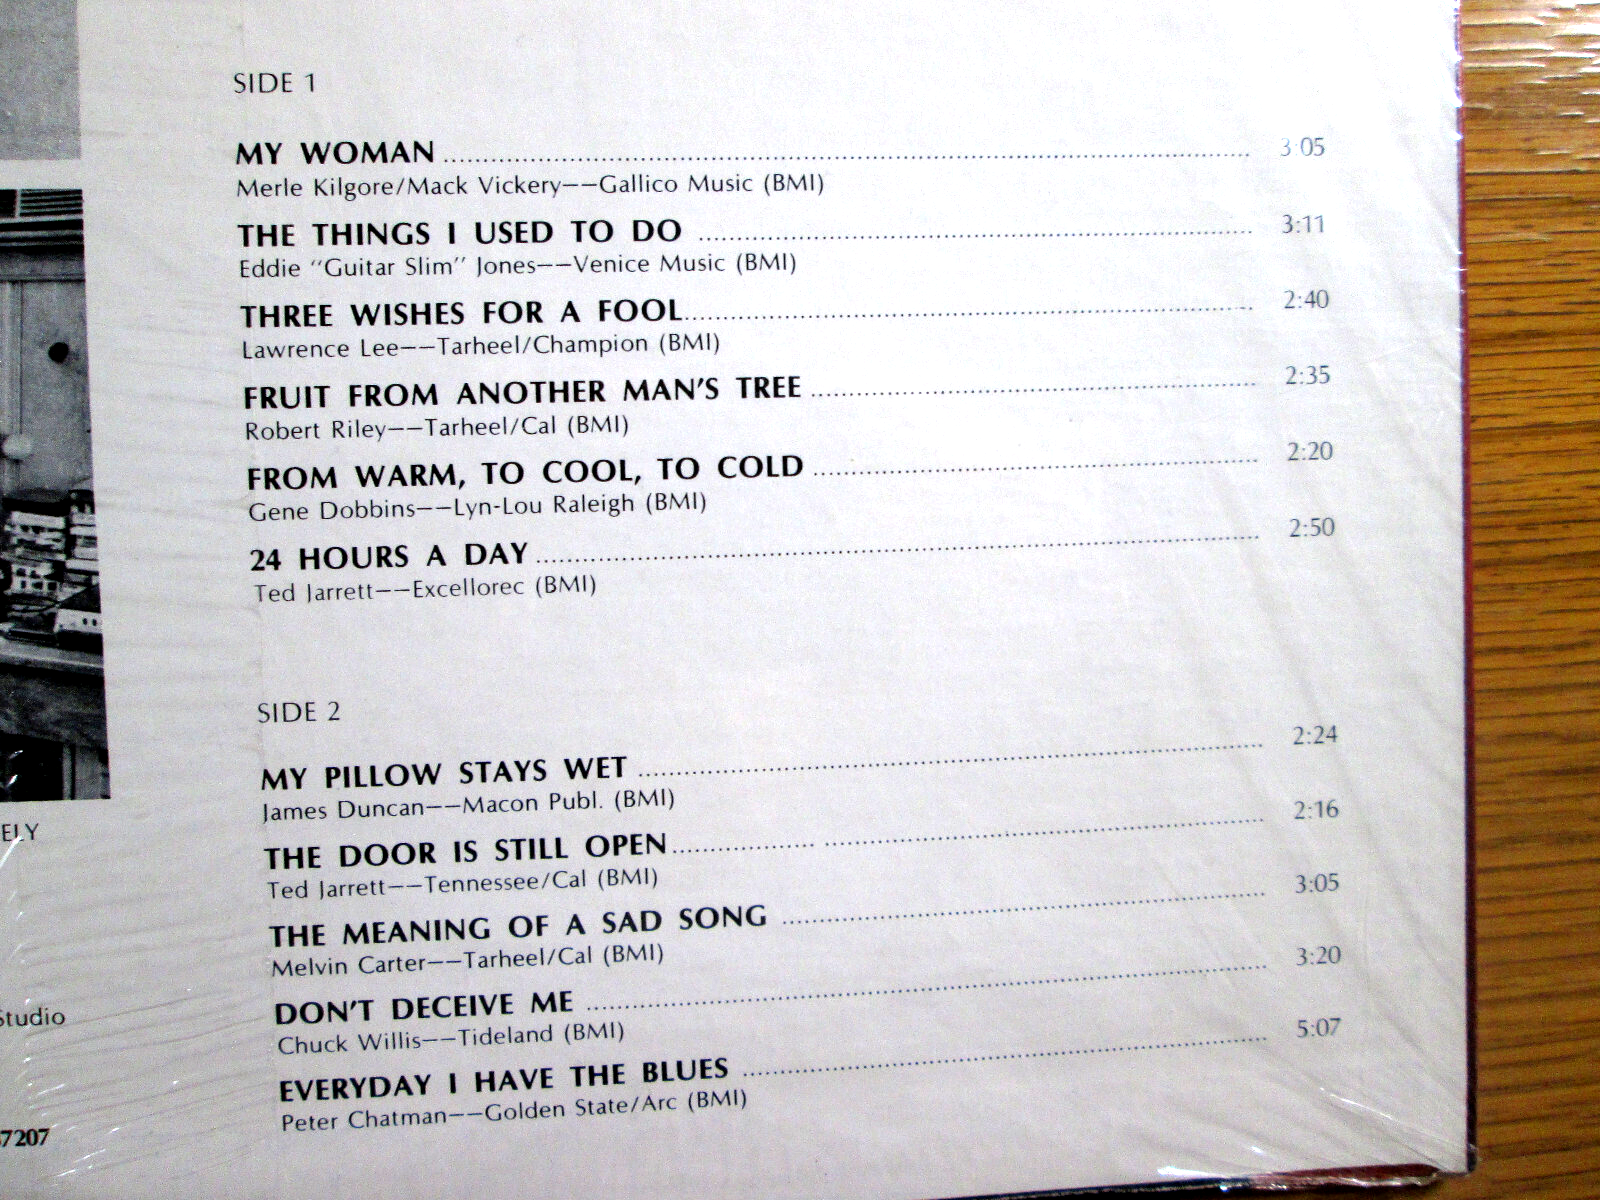 SIDE 1
MY WOMAN 3:05
Merle Kilgore/Mack Vickery––Gallico Music (BMI)
THE THINGS I USED TO DO 3:11
Eddie "Guitar Slim" Jones––Venice Music (BMI)
THREE WISHES FOR A FOOL 2:40
Lawrence Lee––Tarheel/Champion (BMI)
FRUIT FROM ANOTHER MAN'S TREE 2:35
Robert Riley––Tarheel/Cal (BMI)
FROM WARM, TO COOL, TO COLD 2:20
Gene Dobbins––Lyn-Lou Raleigh (BMI)
24 HOURS A DAY 2:50
Ted Jarrett––Excellorec (BMI)
SIDE 2
MY PILLOW STAYS WET 2:24
James Duncan––Macon Publ. (BMI)
THE DOOR IS STILL OPEN 2:16
Ted Jarrett––Tennessee/Cal (BMI)
THE MEANING OF A SAD SONG 3:05
Melvin Carter––Tarheel/Cal (BMI)
DON'T DECEIVE ME 3:20
Chuck Willis––Tideland (BMI)
EVERYDAY I HAVE THE BLUES 5:07
Peter Chatman––Golden State/Arc (BMI)
ELY
Studio
7207